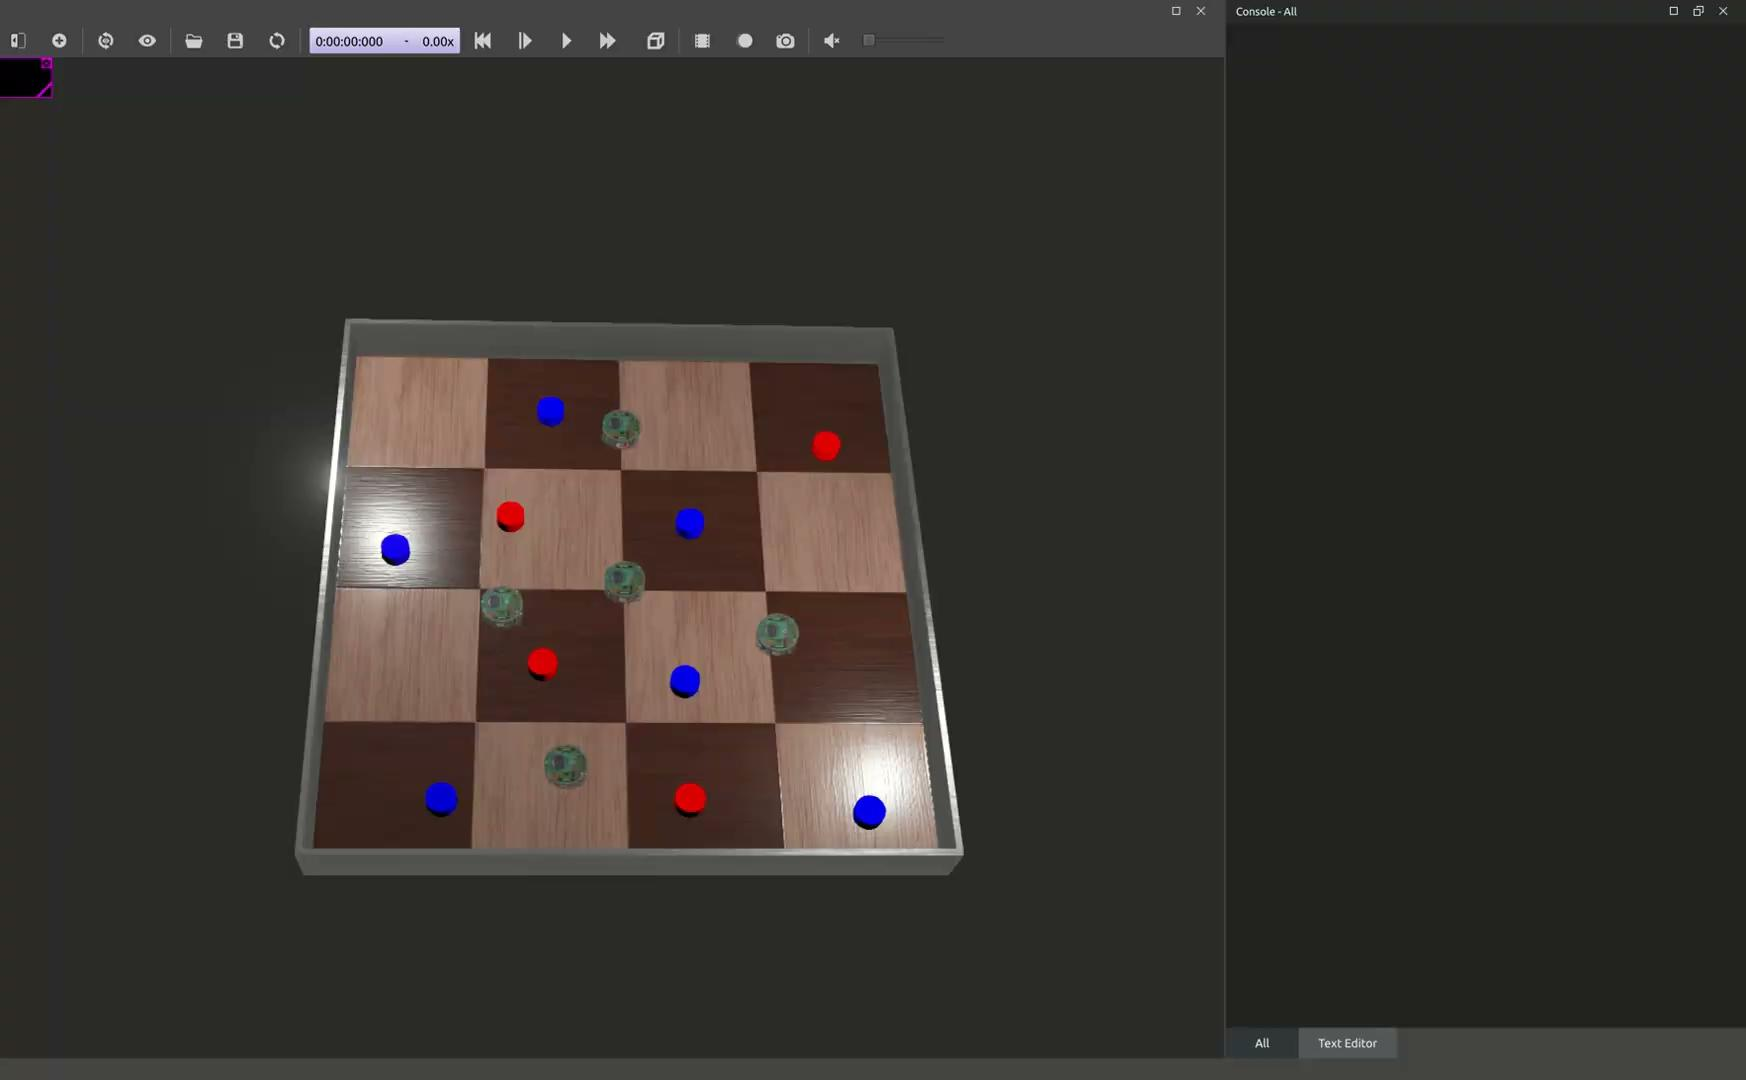 Console - All
0:00:00:000 - 0.00x
All
Text Editor